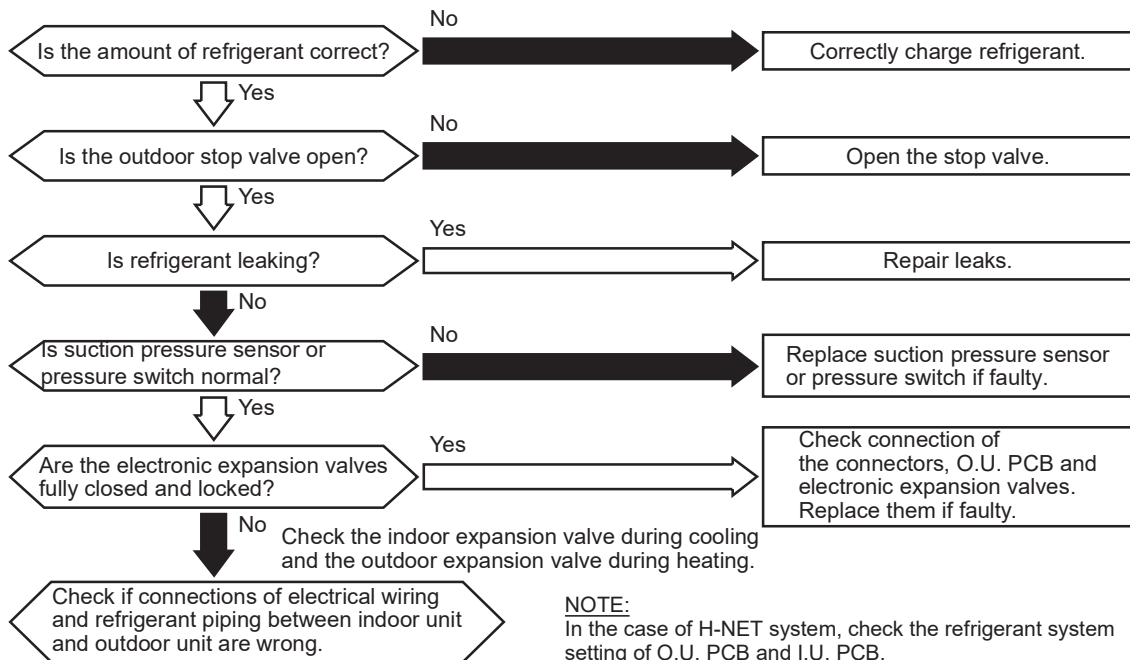 No
Is the amount of refrigerant correct?
Correctly charge refrigerant.
Yes
No
Is the outdoor stop valve open?
Open the stop valve.
Yes
Yes
Is refrigerant leaking?
Repair leaks.
No
No
Is suction pressure sensor or
pressure switch normal?
Replace suction pressure sensor
or pressure switch if faulty.
Yes
Yes
Are the electronic expansion valves
fully closed and locked?
Check connection of
the connectors, O.U. PCB and
electronic expansion valves.
Replace them if faulty.
No
Check the indoor expansion valve during cooling
and the outdoor expansion valve during heating.
Check if connections of electrical wiring
and refrigerant piping between indoor unit
and outdoor unit are wrong.
NOTE:
In the case of H-NET system, check the refrigerant system
setting of O.U. PCB and I.U. PCB.